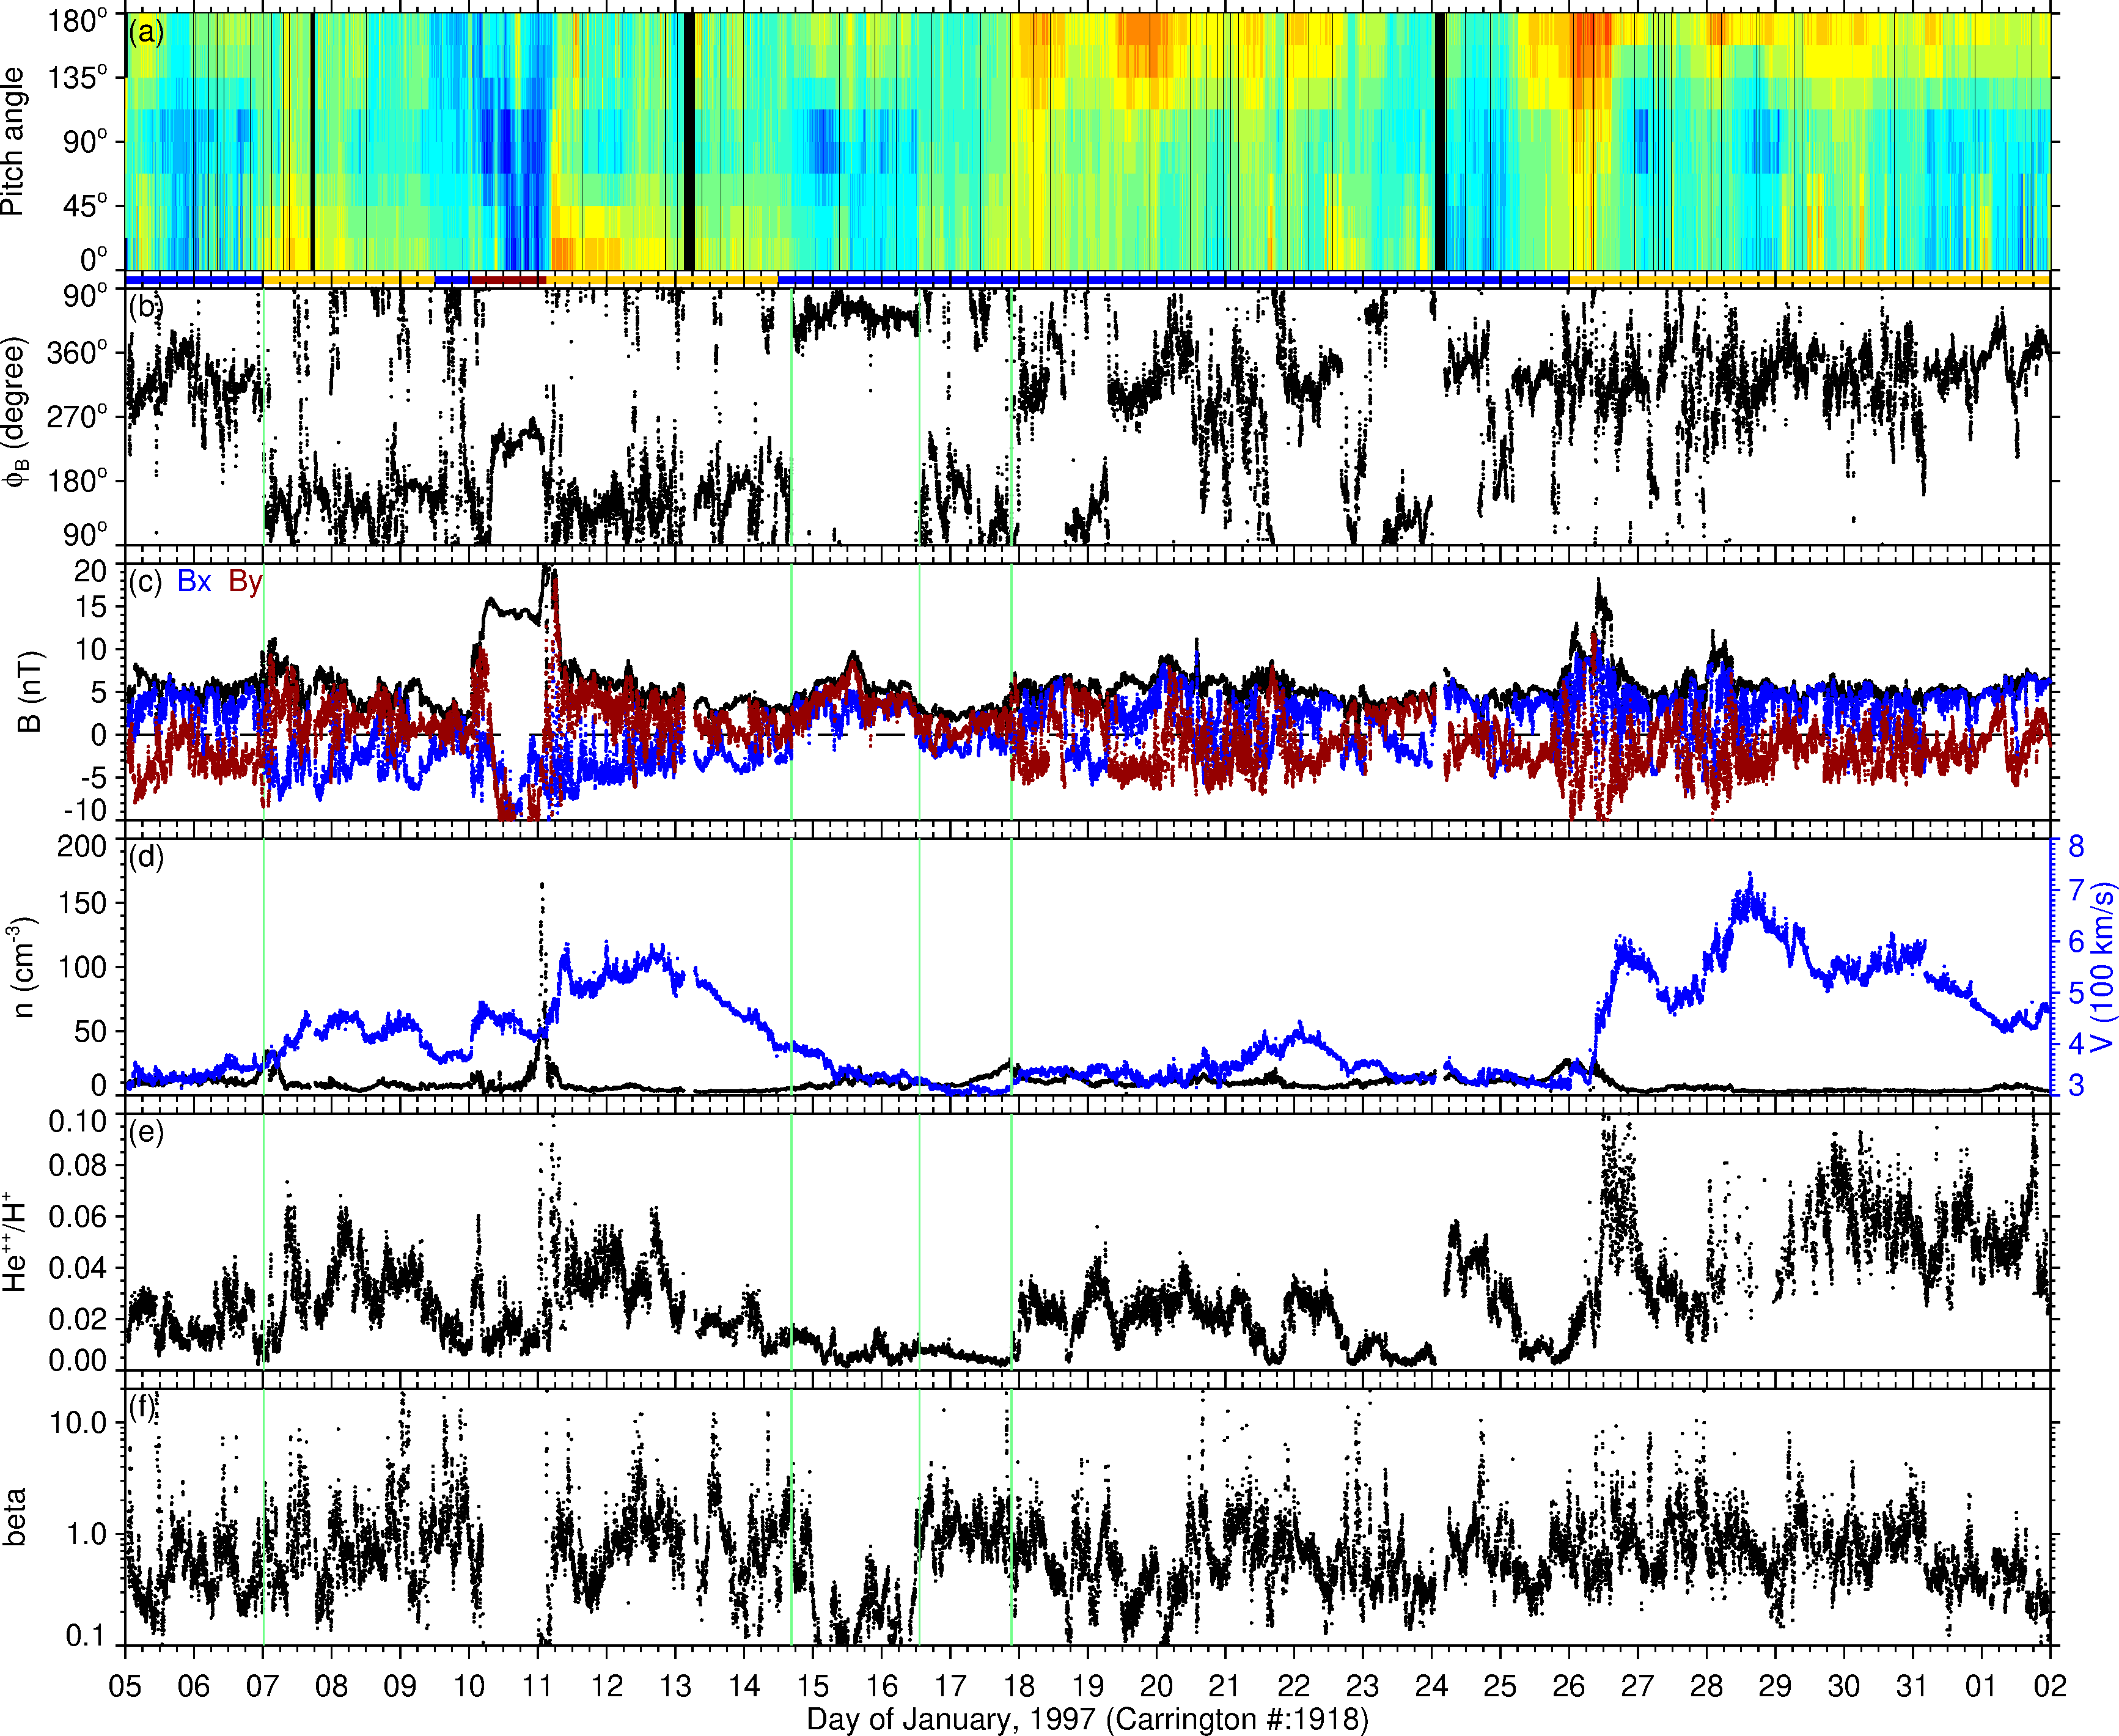 (a)
Pitch angle
180°
135°
90°
45°
0°
(b)
ϕB (degree)
90°
360°
270°
180°
90°
(c) Bx By
B (nT)
20
15
10
5
0
-5
-10
(d)
n (cm-3)
200
150
100
50
0
8
7
6
5
4
3
V (100 km/s)
(e)
He++/H+
0.10
0.08
0.06
0.04
0.02
0.00
(f)
beta
10.0
1.0
0.1
05 06 07 08 09 10 11 12 13 14 15 16 17 18 19 20 21 22 23 24 25 26 27 28 29 30 31 01 02
Day of January, 1997 (Carrington #:1918)